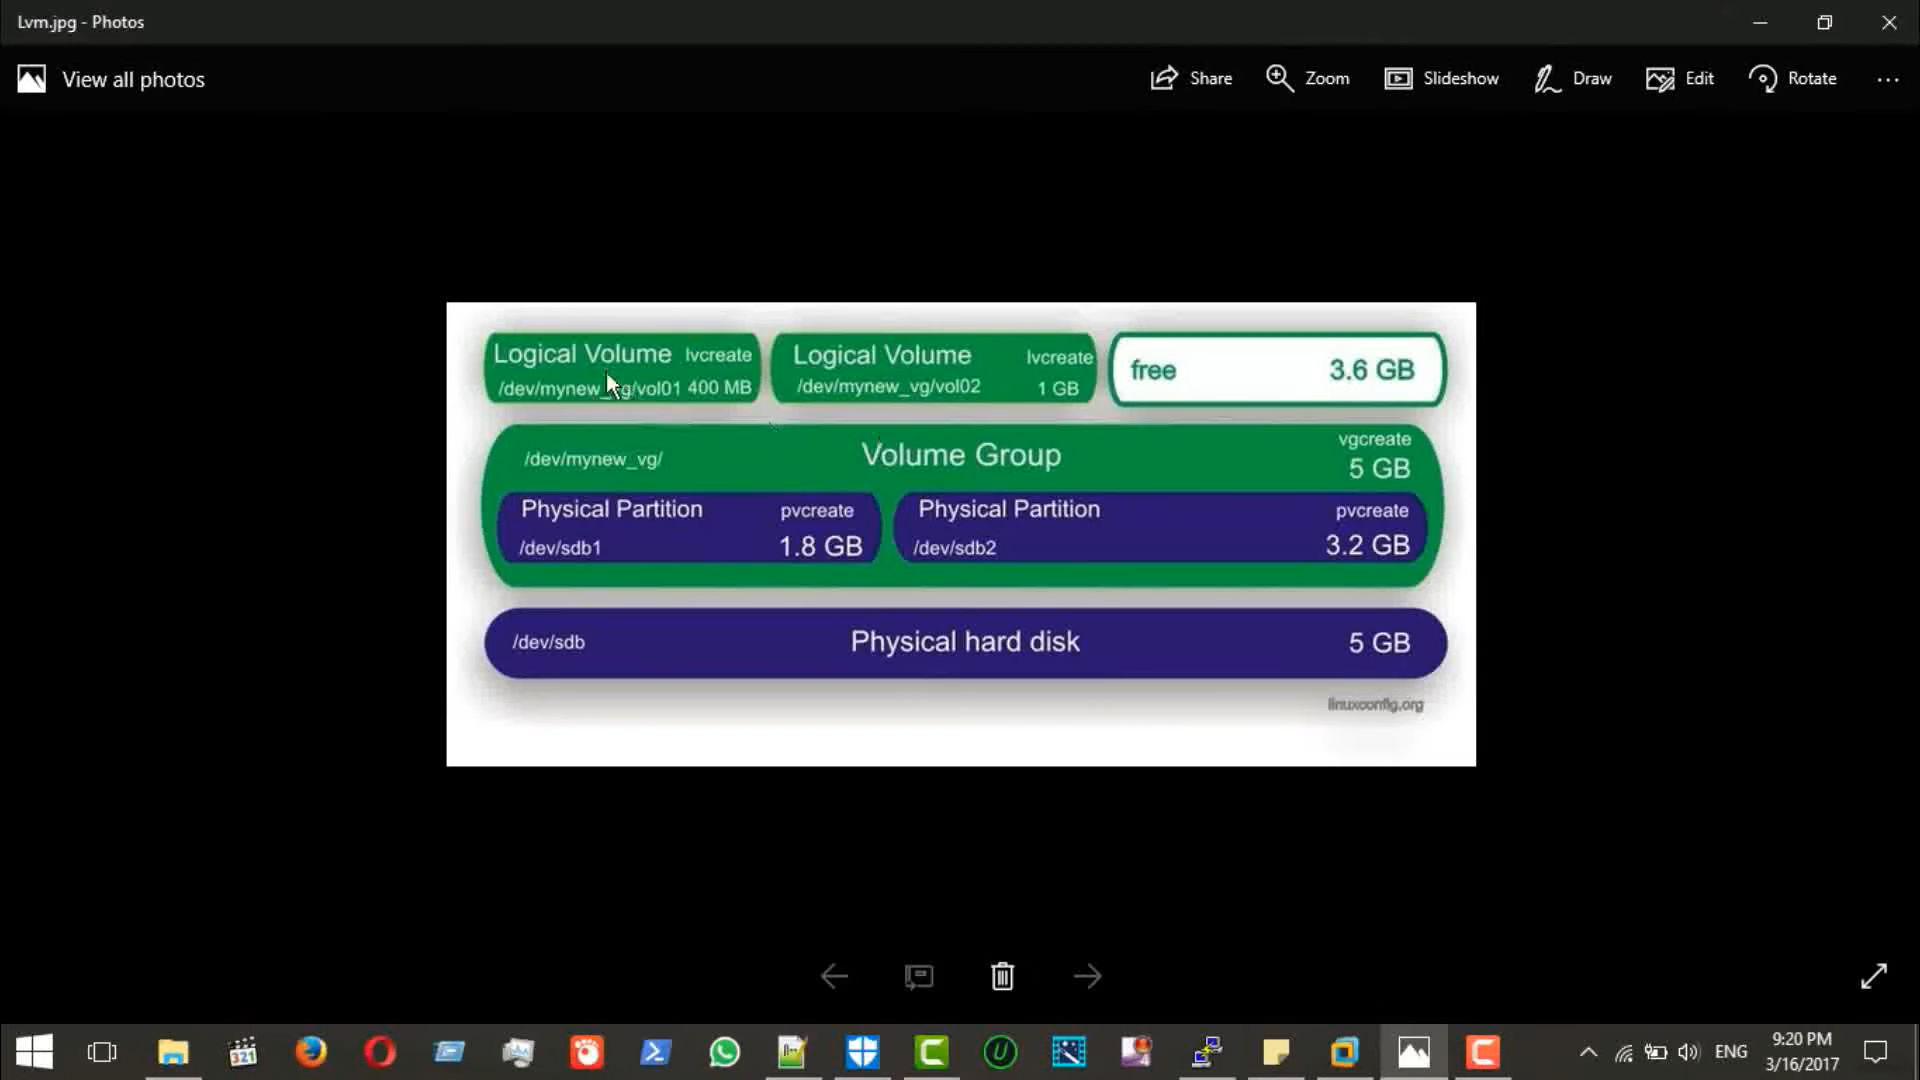 Lvm.jpg - Photos
View all photos
Share
Zoom
Slideshow
Draw
Edit
Rotate
Logical Volume lvcreate
/dev/mynew_vg/vol01 400 MB
Logical Volume lvcreate
/dev/mynew_vg/vol02 1 GB
free 3.6 GB
/dev/mynew_vg/
Volume Group
vgcreate
5 GB
Physical Partition pvcreate
/dev/sdb1 1.8 GB
Physical Partition pvcreate
/dev/sdb2 3.2 GB
/dev/sdb Physical hard disk 5 GB
linuxconfig.org
321
ENG
9:20 PM
3/16/2017